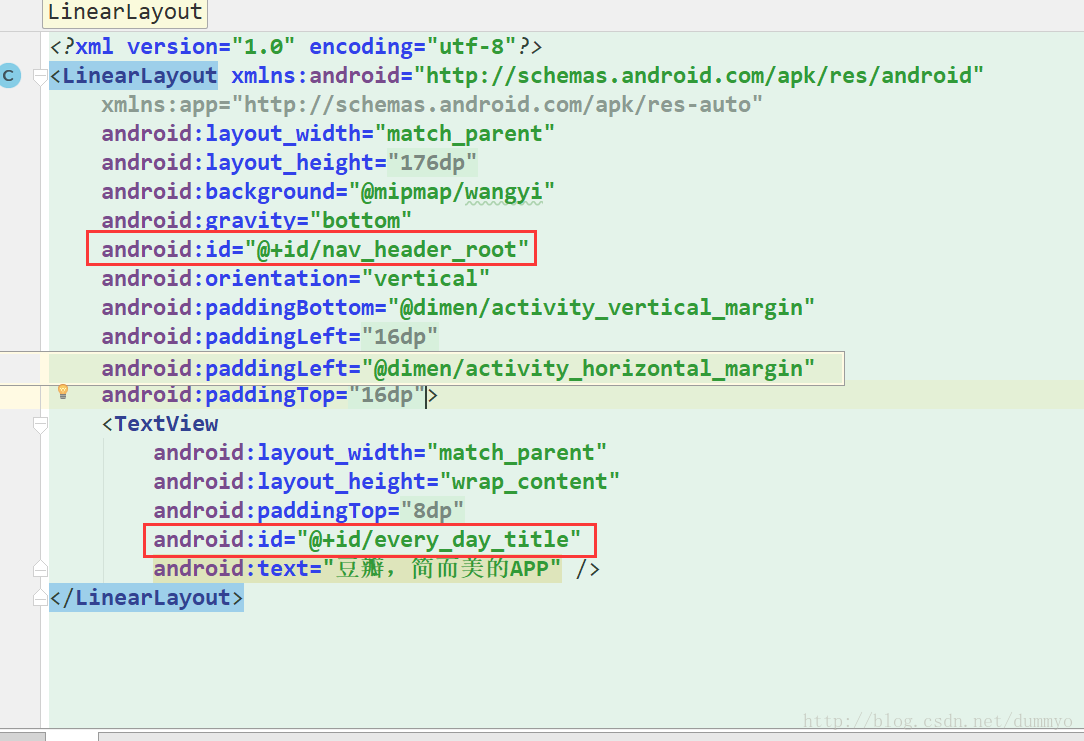 LinearLayout
<?xml version="1.0" encoding="utf-8"?>
C
<LinearLayout xmlns:android="http://schemas.android.com/apk/res/android"
xmlns:app="http://schemas.android.com/apk/res-auto"
android:layout_width="match_parent"
android:layout_height="176dp"
android:background="@mipmap/wangyi"
android:gravity="bottom"
android:id="@+id/nav_header_root"
android:orientation="vertical"
android:paddingBottom="@dimen/activity_vertical_margin"
android:paddingLeft="16dp"
android:paddingLeft="@dimen/activity_horizontal_margin"
android:paddingTop="16dp">
<TextView
android:layout_width="match_parent"
android:layout_height="wrap_content"
android:paddingTop="8dp"
android:id="@+id/every_day_title"
android:text="豆瓣，简而美的APP" />
</LinearLayout>
http://blog.csdn.net/dummyo